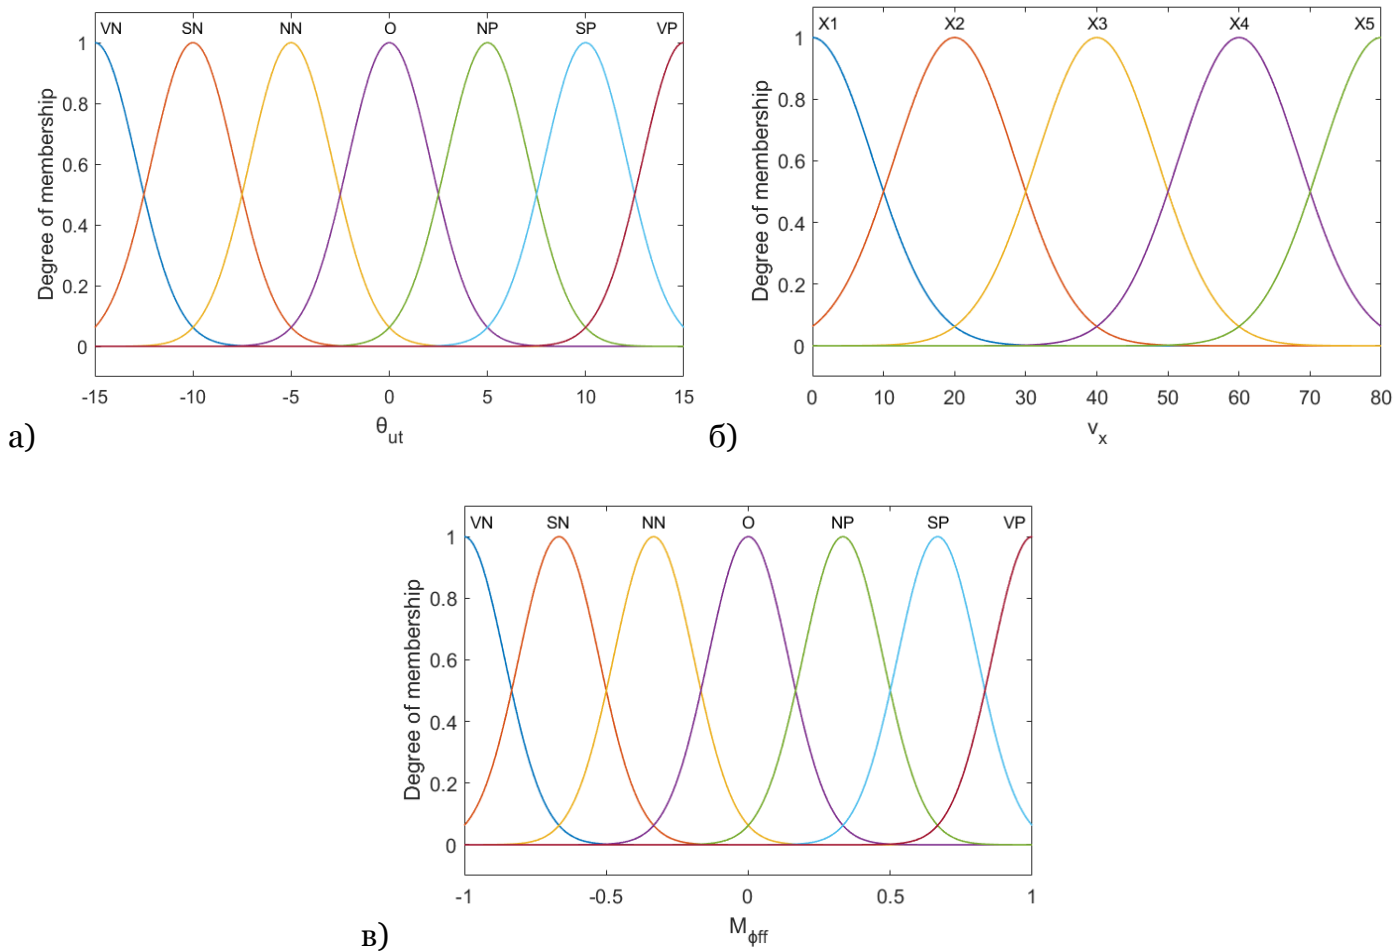 VN SN NN O NP SP VP
1
0.8
0.6
0.4
0.2
0
Degree of membership
-15 -10 -5 0 5 10 15
θut
а)
X1 X2 X3 X4 X5
1
0.8
0.6
0.4
0.2
0
Degree of membership
0 10 20 30 40 50 60 70 80
vx
б)
VN SN NN O NP SP VP
1
0.8
0.6
0.4
0.2
0
Degree of membership
-1 -0.5 0 0.5 1
Mϕff
в)